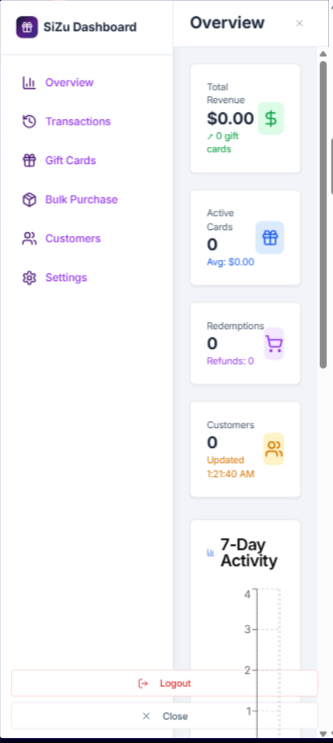 SiZu Dashboard
Overview
Transactions
Gift Cards
Bulk Purchase
Customers
Settings
Overview
×
Total
Revenue
$0.00
↗ 0 gift
cards
Active
Cards
0
Avg: $0.00
Redemptions
0
Refunds: 0
Customers
0
Updated
1:21:40 AM
7-Day
Activity
4
3
2
1
Logout
Close